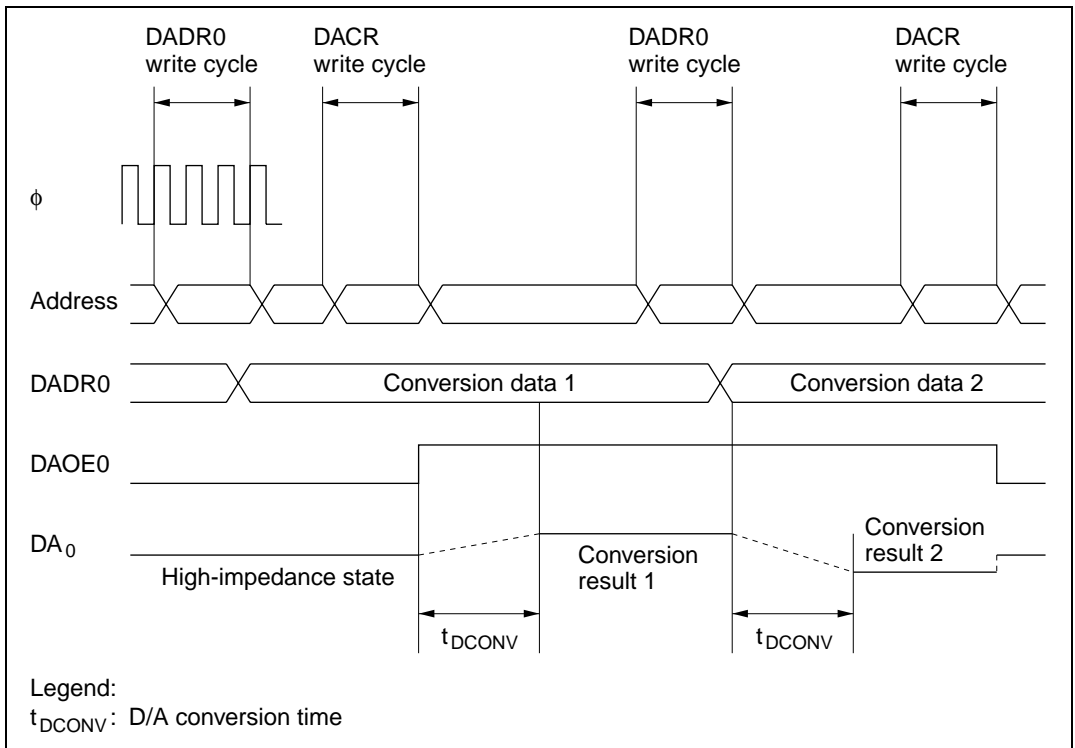 DADR0
write cycle
DACR
write cycle
DADR0
write cycle
DACR
write cycle
ϕ
Address
DADR0
Conversion data 1
Conversion data 2
DAOE0
DA0
High-impedance state
Conversion
result 1
Conversion
result 2
tDCONV
tDCONV
Legend:
tDCONV: D/A conversion time